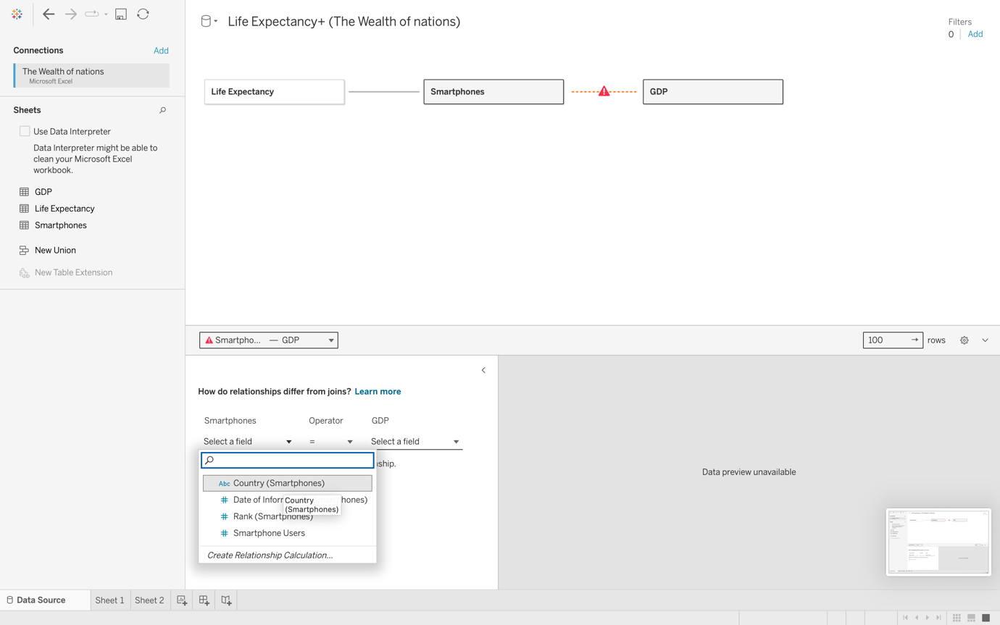 Life Expectancy+ (The Wealth of nations)
Filters
0
Add
Connections
Add
The Wealth of nations
Microsoft Excel
Sheets
Use Data Interpreter
Data Interpreter might be able to
clean your Microsoft Excel
workbook.
GDP
Life Expectancy
Smartphones
New Union
New Table Extension
Life Expectancy
Smartphones
GDP
Smartpho... — GDP
100
rows
How do relationships differ from joins? Learn more
Smartphones
Operator
GDP
Select a field
=
Select a field
nship.
Abc Country (Smartphones)
Date of Infor
hones)
Country
(Smartphones)
Rank (Smartphones)
Smartphone Users
Create Relationship Calculation...
Data preview unavailable
Data Source
Sheet 1
Sheet 2